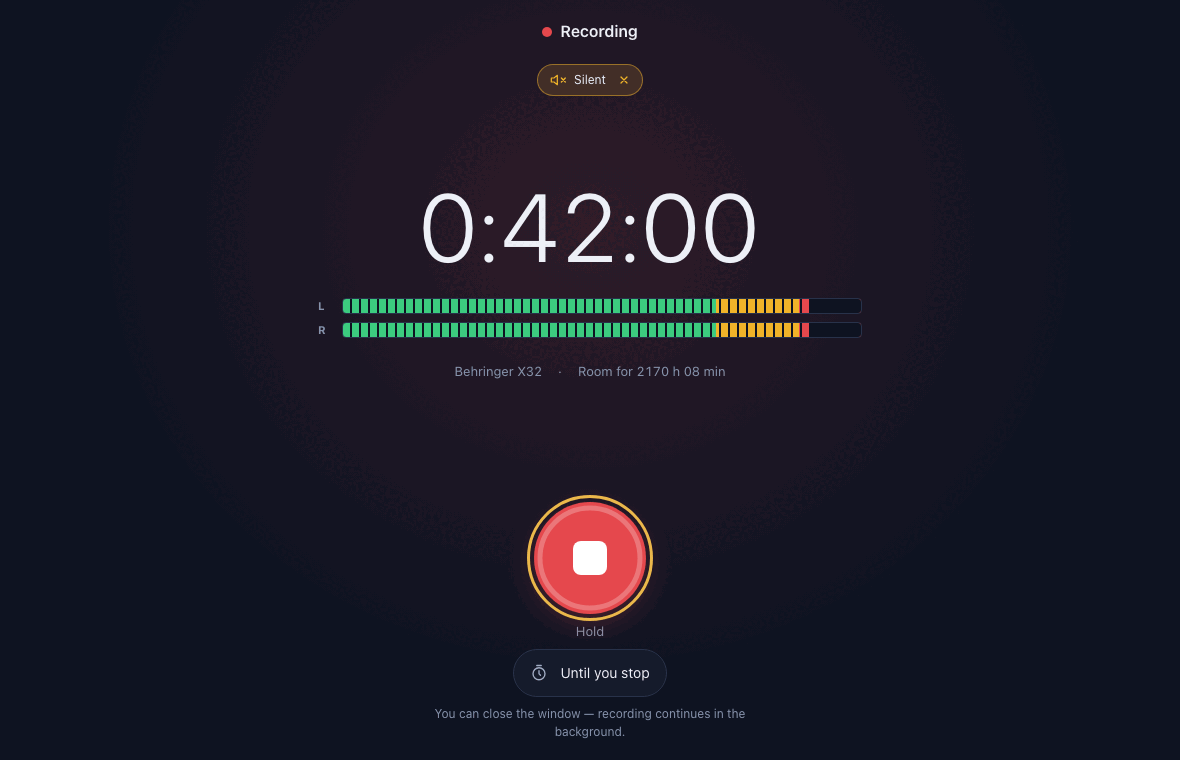 Recording
Silent
0:42:00
L
R
Behringer X32 · Room for 2170 h 08 min
Hold
Until you stop
You can close the window — recording continues in the
background.